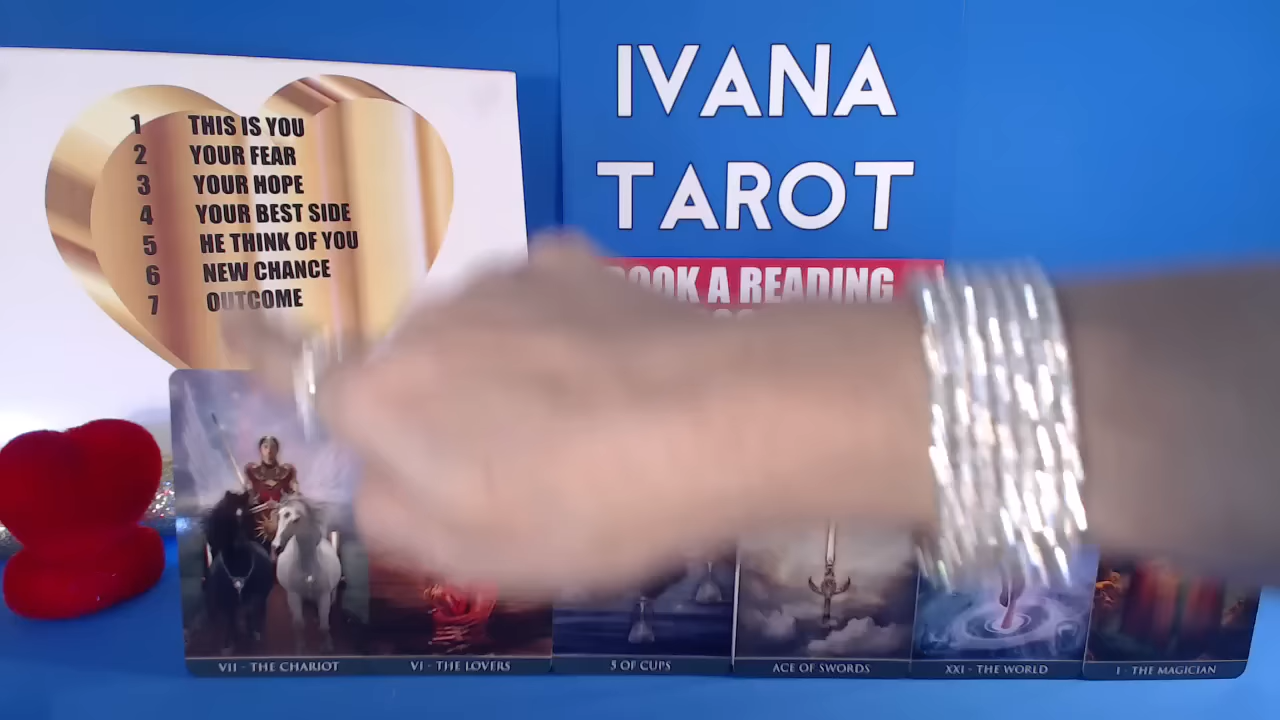 1 THIS IS YOU
2 YOUR FEAR
3 YOUR HOPE
4 YOUR BEST SIDE
5 HE THINK OF YOU
6 NEW CHANCE
7 OUTCOME
IVANA
TAROT
BOOK A READING
VII - THE CHARIOT
VI - THE LOVERS
5 OF CUPS
ACE OF SWORDS
XXI - THE WORLD
I - THE MAGICIAN